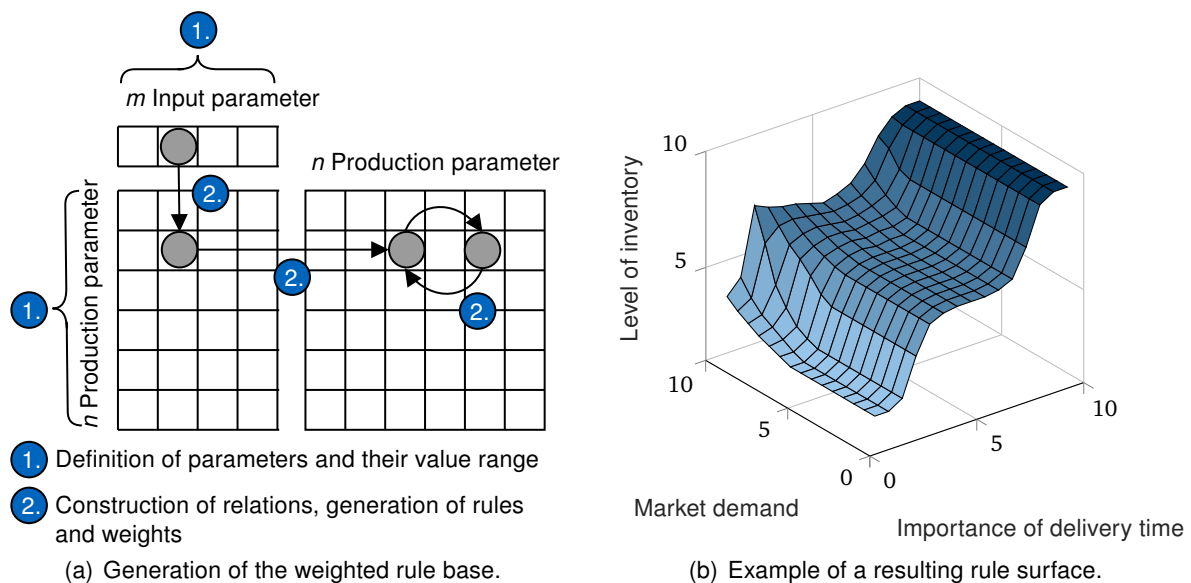 1.
m Input parameter
n Production parameter
2.
n Production parameter
1.
2.
2.
1. Definition of parameters and their value range
2. Construction of relations, generation of rules
and weights
(a) Generation of the weighted rule base.
10
5
Level of inventory
10
5
0
0
5
10
Market demand
Importance of delivery time
(b) Example of a resulting rule surface.